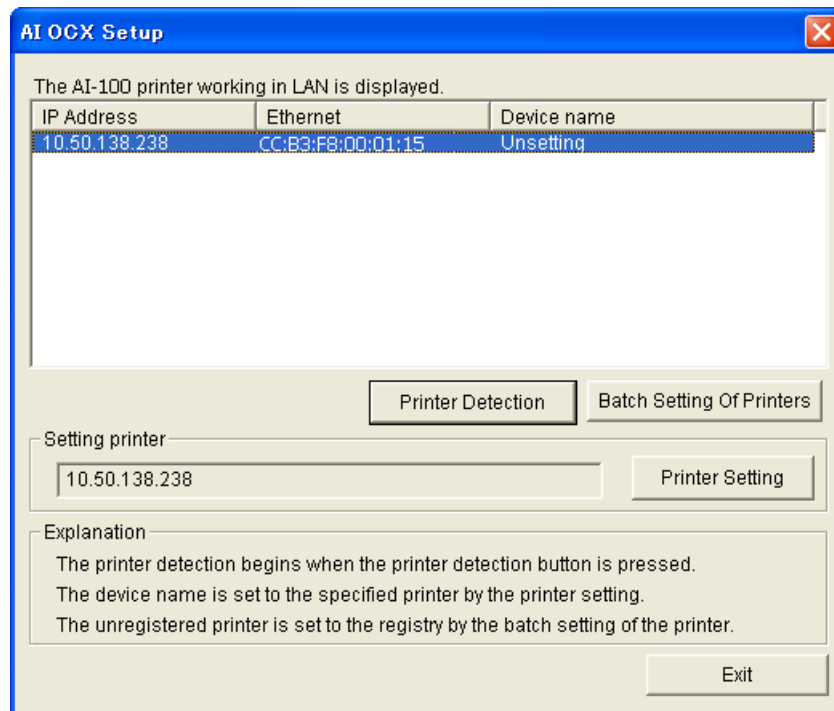 AI OCX Setup
The AI-100 printer working in LAN is displayed.
IP Address Ethernet Device name
10.50.138.238 CC:B3:F8:00:01:15 Unsetting
Printer Detection Batch Setting Of Printers
Setting printer
10.50.138.238 Printer Setting
Explanation
The printer detection begins when the printer detection button is pressed.
The device name is set to the specified printer by the printer setting.
The unregistered printer is set to the registry by the batch setting of the printer.
Exit